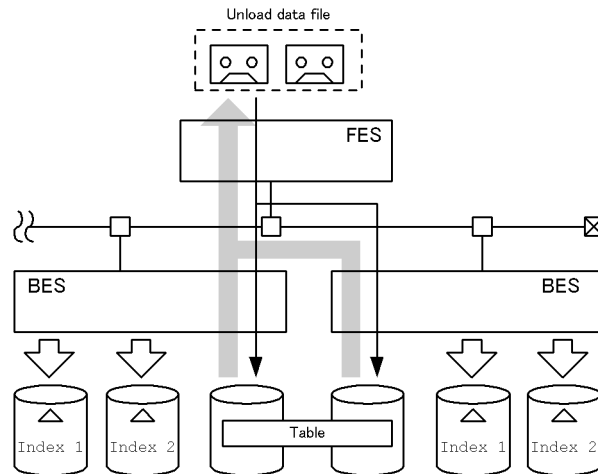 Unload data file
FES
BES
BES
Index 1
Index 2
Table
Index 1
Index 2